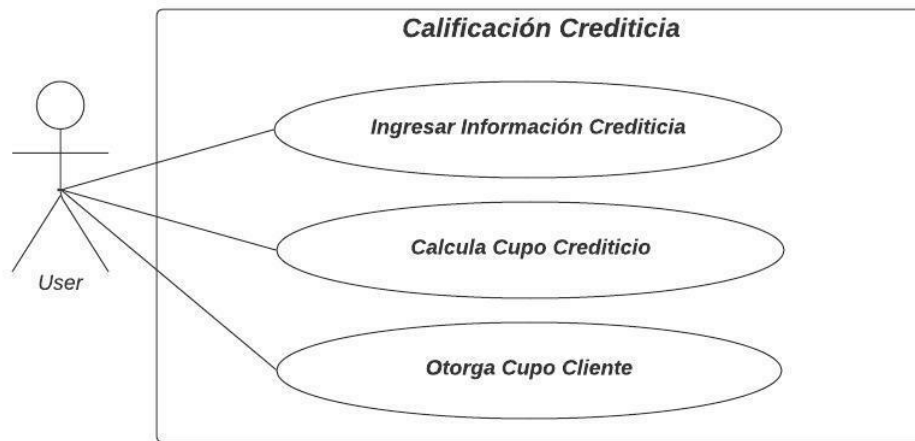 Calificación Crediticia
Ingresar Información Crediticia
Calcula Cupo Crediticio
User
Otorga Cupo Cliente